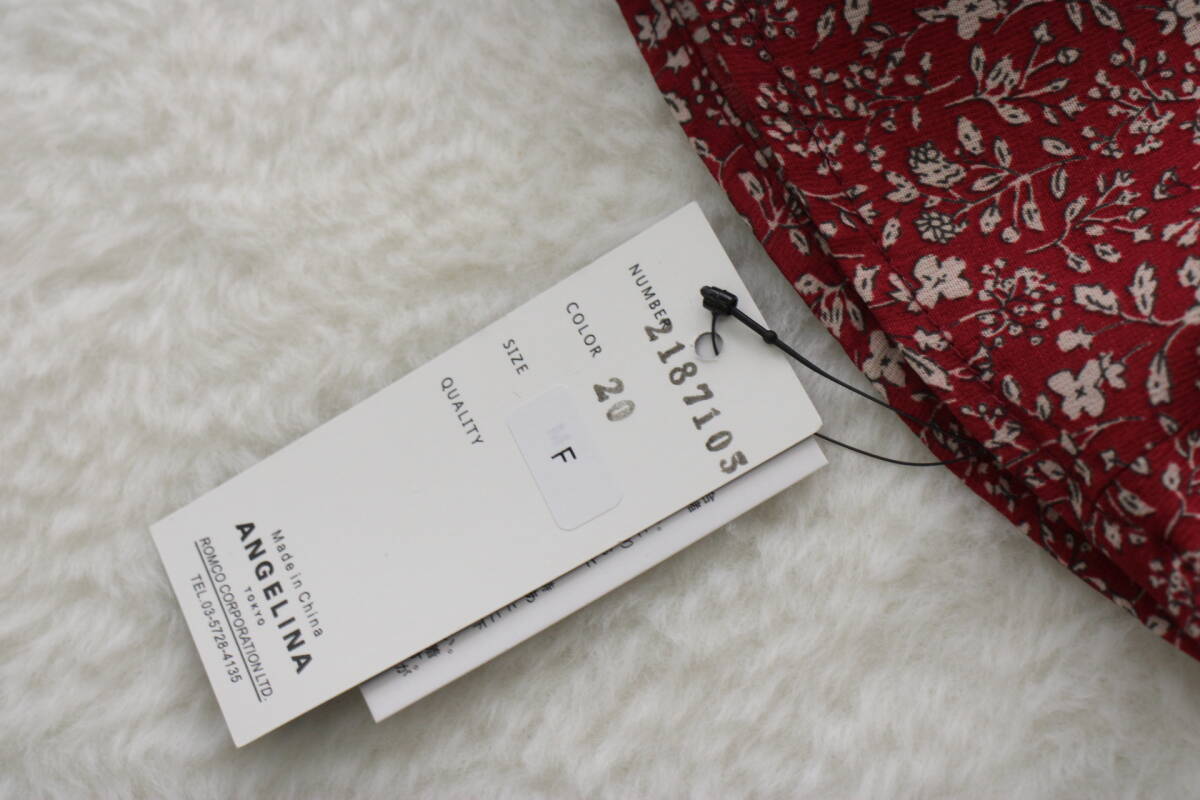 NUMBER 2187105
COLOR 20
SIZE F
QUALITY
Made in China
ANGELINA
TOKYO
ROMCO CORPORATION LTD.
TEL.03-5728-4135